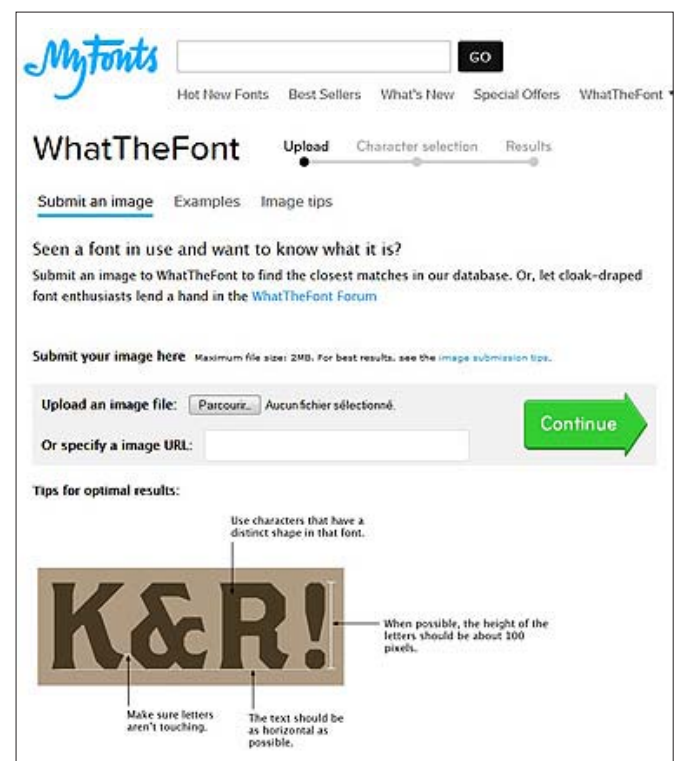 MyFonts
GO
Hot New Fonts Best Sellers What's New Special Offers WhatTheFont
WhatTheFont Upload Character selection Results
Submit an image Examples Image tips
Seen a font in use and want to know what it is?
Submit an image to WhatTheFont to find the closest matches in our database. Or, let cloak-draped
font enthusiasts lend a hand in the WhatTheFont Forum
Submit your image here Maximum file size: 2MB. For best results, see the image submission tips.
Upload an image file: Parcourir... Aucun fichier sélectionné.
Continue
Or specify a image URL:
Tips for optimal results:
Use characters that have a
distinct shape in that font.
K&R!
When possible, the height of the
letters should be about 100
pixels.
Make sure letters
aren't touching.
The text should be
as horizontal as
possible.